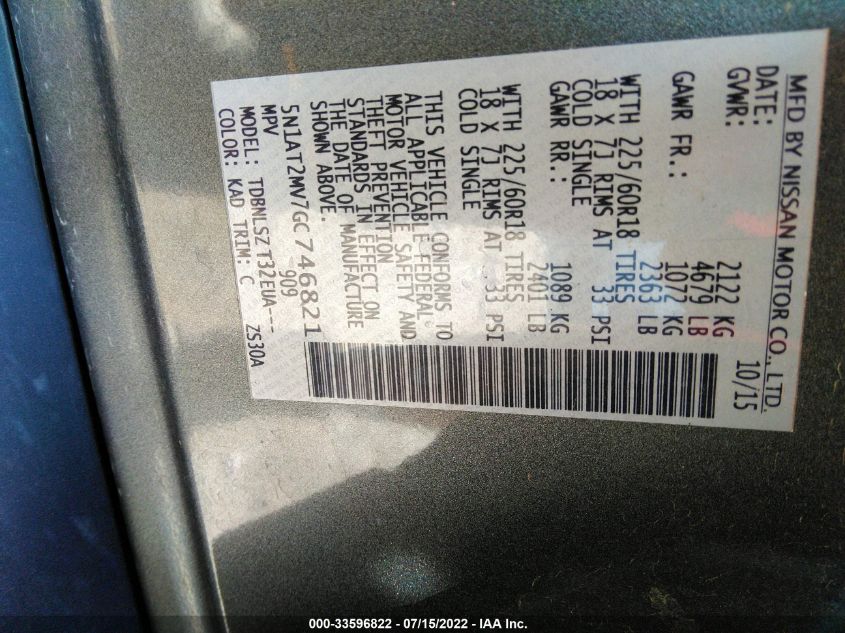 MFD BY NISSAN MOTOR CO., LTD.
DATE: 10/15
GVWR: 2122 KG
4679 LB
GAWR FR.: 1072 KG
2363 LB
WITH 225/60R18 TIRES
18 X 7J RIMS AT 33 PSI
COLD SINGLE
GAWR RR.: 1089 KG
2401 LB
WITH 225/60R18 TIRES
18 X 7J RIMS AT 33 PSI
COLD SINGLE
THIS VEHICLE CONFORMS TO
ALL APPLICABLE FEDERAL
MOTOR VEHICLE SAFETY AND
THEFT PREVENTION
STANDARDS IN EFFECT ON
THE DATE OF MANUFACTURE
SHOWN ABOVE.
5N1AT2MV7GC746821
MPV 909
MODEL: TDBNLSZ T32EUA---
COLOR: KAD TRIM: C ZS30A
000-33596822 - 07/15/2022 - IAA Inc.